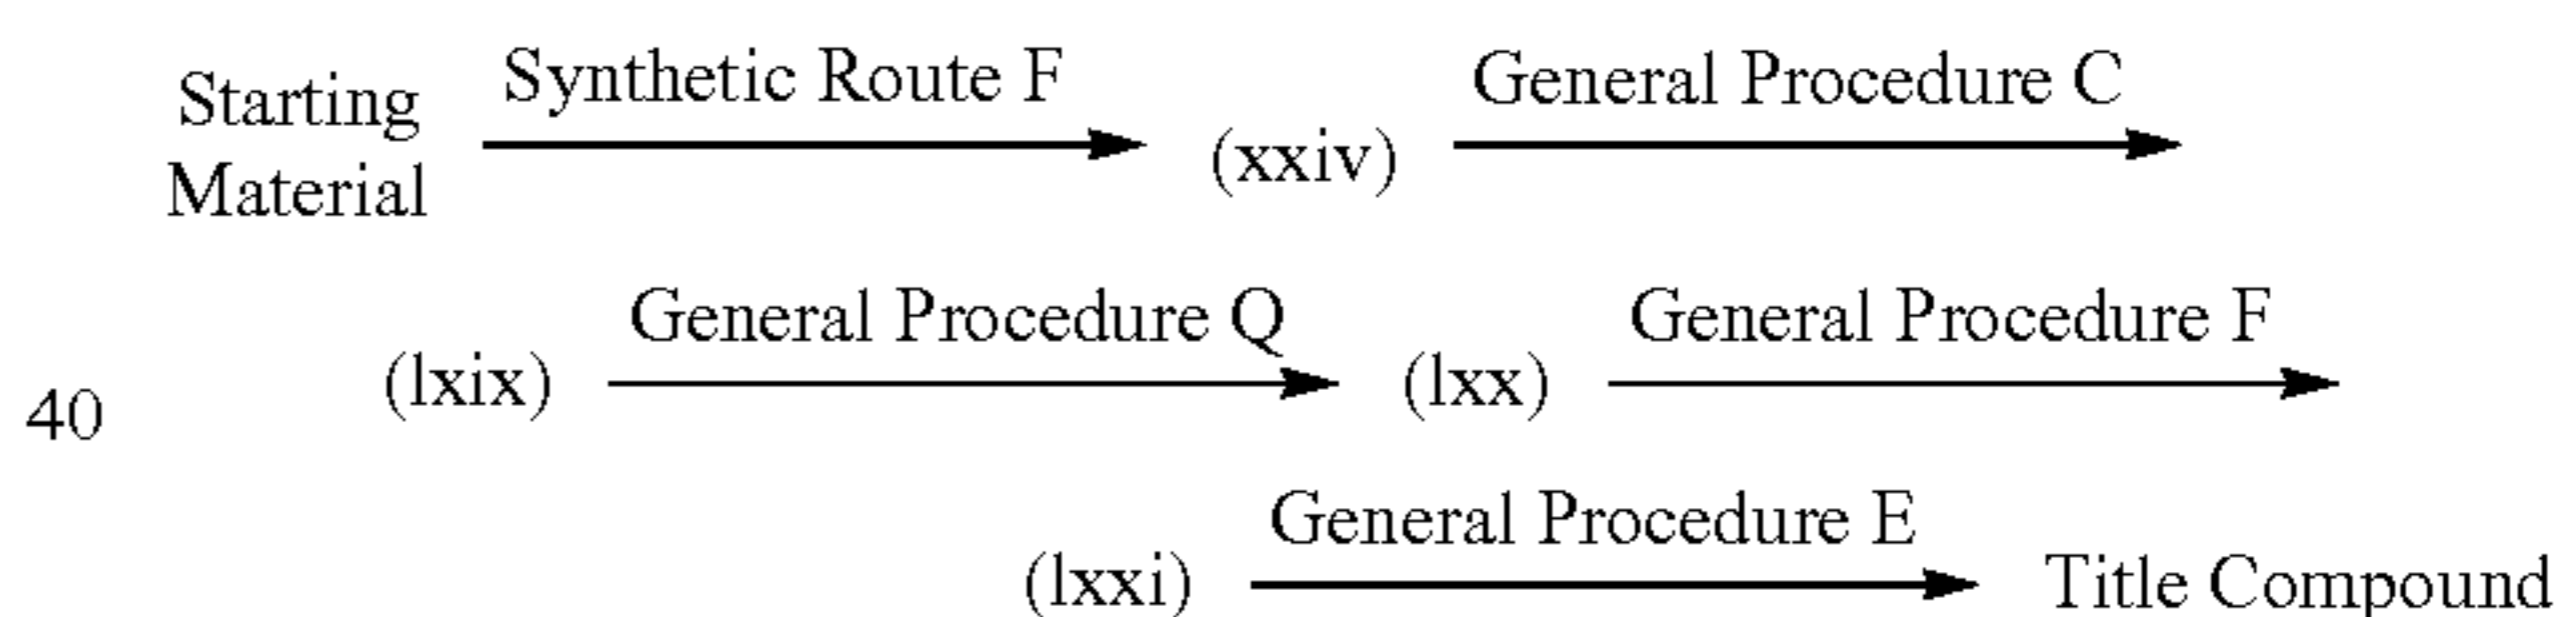 Starting Material Synthetic Route F (xxiv) General Procedure C
(lxix) General Procedure Q (lxx) General Procedure F
40
(lxxi) General Procedure E Title Compound